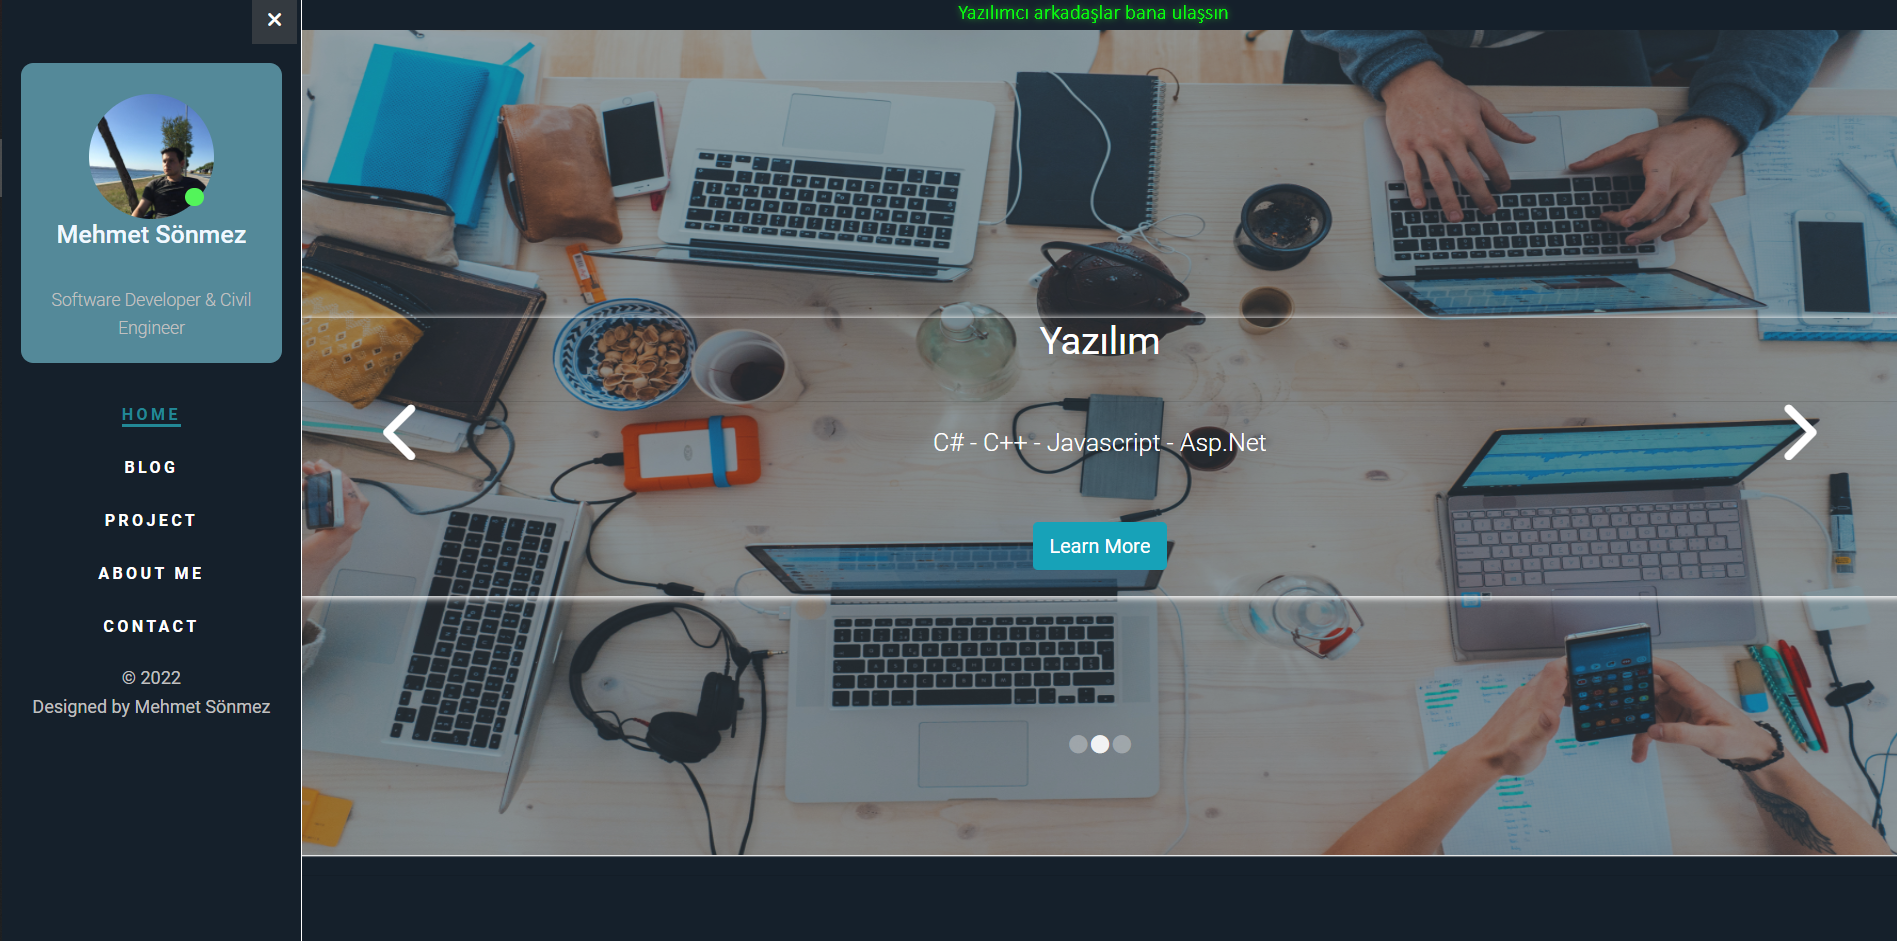 ×
Mehmet Sönmez
Software Developer & Civil
Engineer
HOME
BLOG
PROJECT
ABOUT ME
CONTACT
© 2022
Designed by Mehmet Sönmez
Yazılımcı arkadaşlar bana ulaşsın
Yazılım
C# - C++ - Javascript - Asp.Net
Learn More